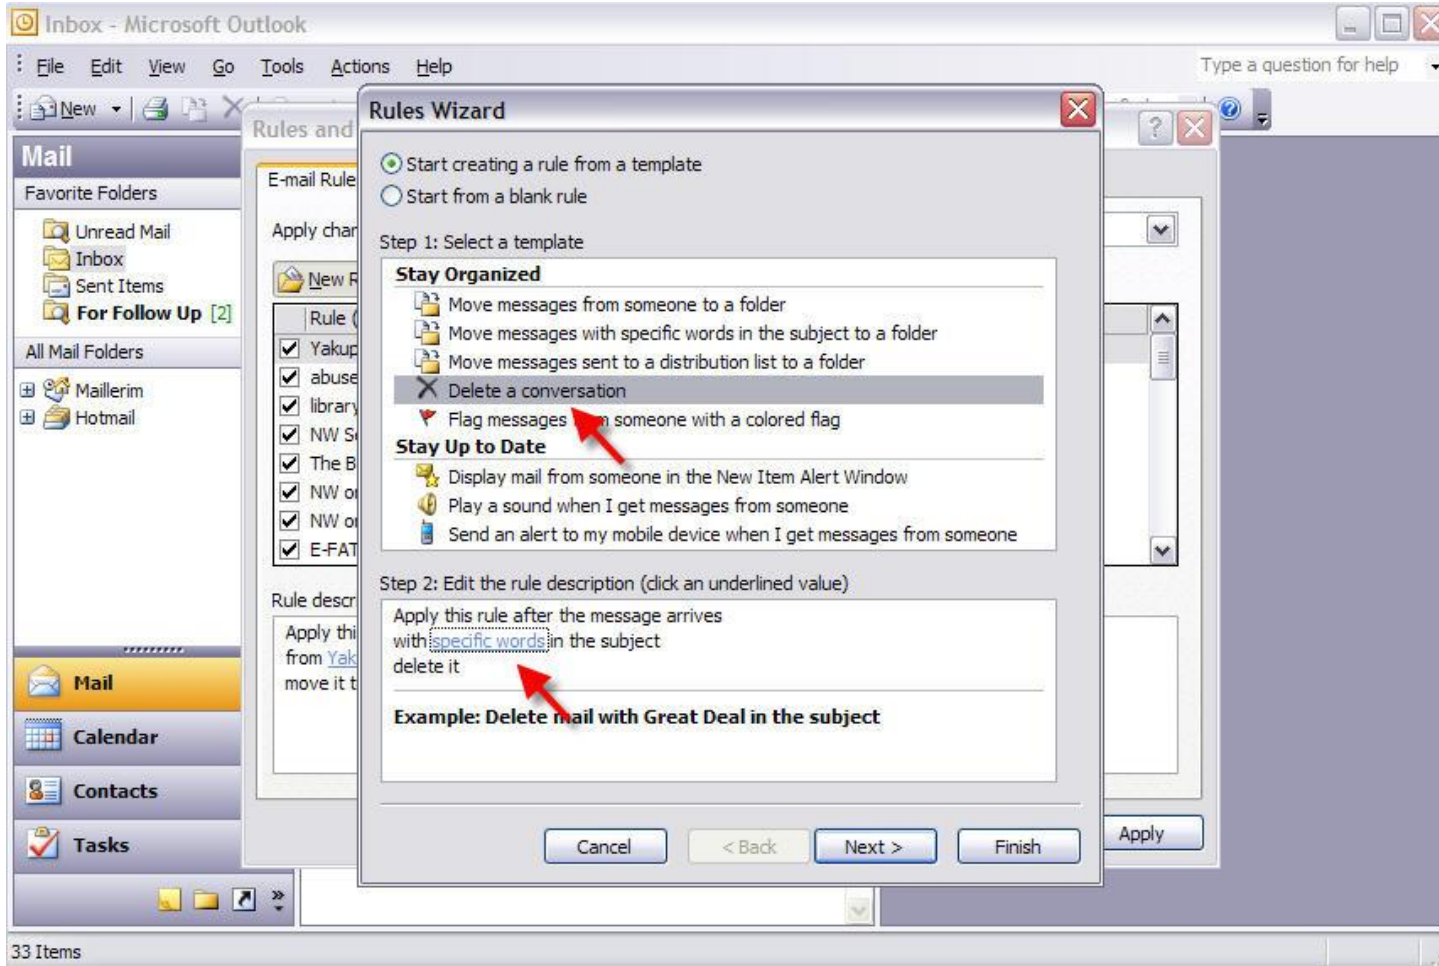 Inbox - Microsoft Outlook
File Edit View Go Tools Actions Help
Type a question for help
New
Rules and
Rules Wizard
Mail
Favorite Folders
Unread Mail
Inbox
Sent Items
For Follow Up [2]
All Mail Folders
Maillerim
Hotmail
Mail
Calendar
Contacts
Tasks
E-mail Rule
Apply chan
New R
Rule (
Yakup
abuse
library
NW S
The B
NW or
NW or
E-FAT
Rule descr
Apply thi
from Yak
move it t
Start creating a rule from a template
Start from a blank rule
Step 1: Select a template
Stay Organized
Move messages from someone to a folder
Move messages with specific words in the subject to a folder
Move messages sent to a distribution list to a folder
Delete a conversation
Flag messages from someone with a colored flag
Stay Up to Date
Display mail from someone in the New Item Alert Window
Play a sound when I get messages from someone
Send an alert to my mobile device when I get messages from someone
Step 2: Edit the rule description (click an underlined value)
Apply this rule after the message arrives
with specific words in the subject
delete it
Example: Delete mail with Great Deal in the subject
Cancel < Back Next > Finish
Apply
33 Items